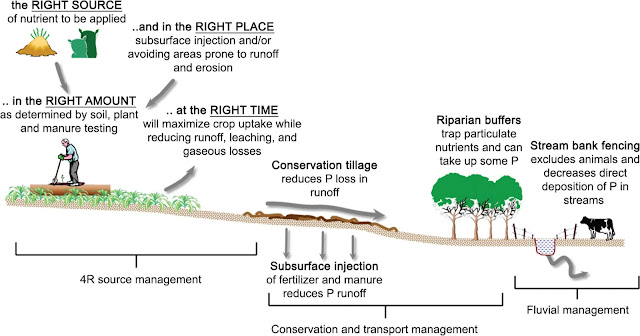 the RIGHT SOURCE
of nutrient to be applied
..and in the RIGHT PLACE
subsurface injection and/or
avoiding areas prone to runoff
and erosion
.. in the RIGHT AMOUNT
as determined by soil, plant
and manure testing
.. at the RIGHT TIME
will maximize crop uptake while
reducing runoff, leaching, and
gaseous losses
Conservation tillage
reduces P loss in
runoff
Riparian buffers
trap particulate
nutrients and can
take up some P
Stream bank fencing
excludes animals and
decreases direct
deposition of P in
streams
4R source management
Subsurface injection
of fertilizer and manure
reduces P runoff
Fluvial management
Conservation and transport management